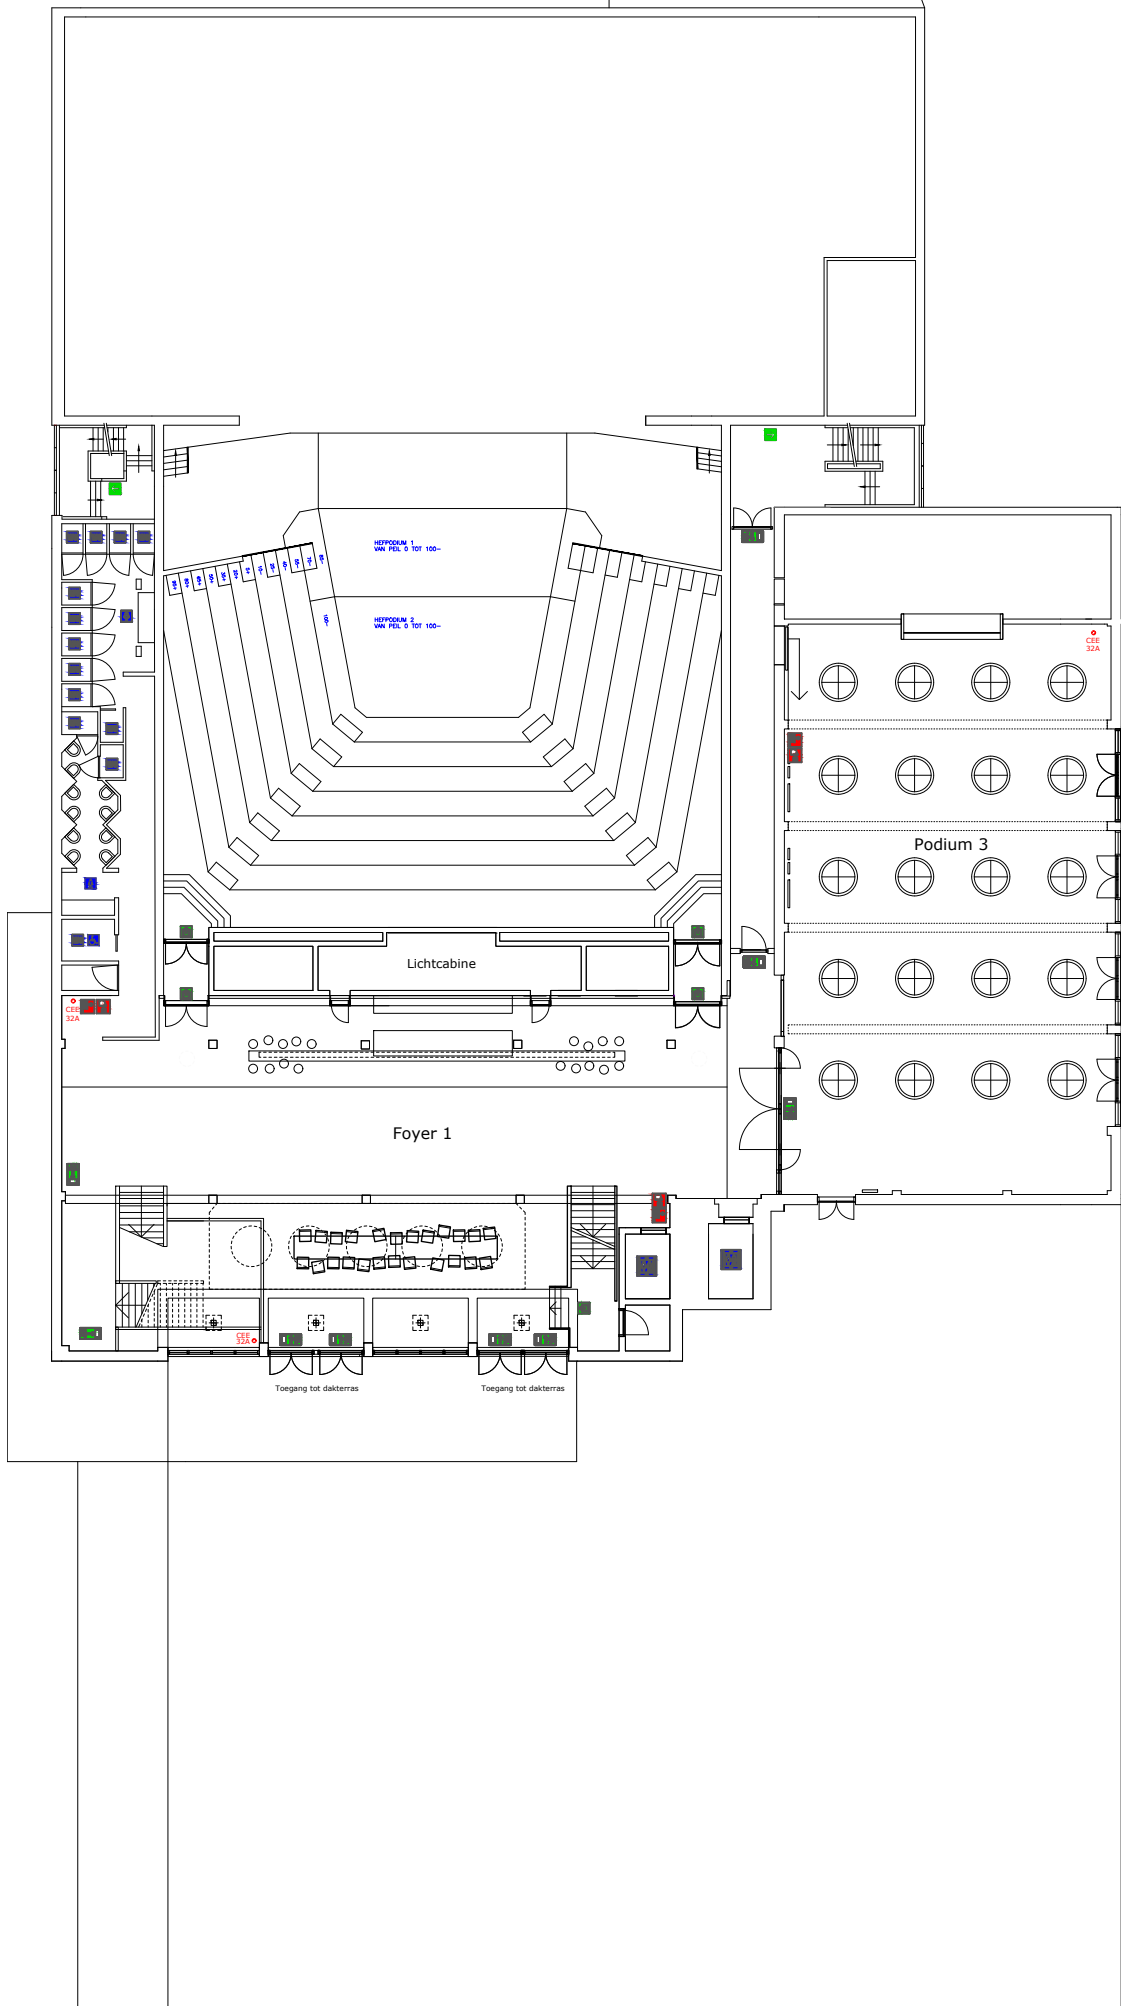 HEFPODIUM 1
VAN PEIL 0 TOT 100-
HEFPODIUM 2
VAN PEIL 0 TOT 100-
100-
CEE
32A
Podium 3
Lichtcabine
CEE
32A
Foyer 1
CEE
32A
Toegang tot dakterras
Toegang tot dakterras